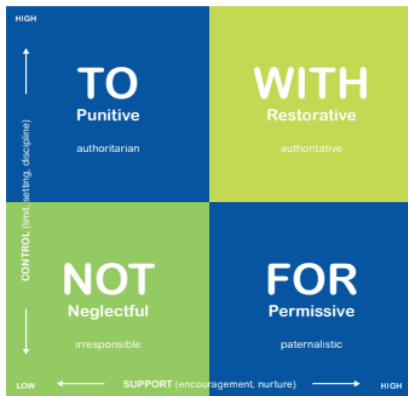 HIGH
TO
Punitive
authoritarian
WITH
Restorative
authoritative
CONTROL (limit setting, discipline)
NOT
Neglectful
irresponsible
FOR
Permissive
paternalistic
LOW
SUPPORT (encouragement, nurture)
HIGH